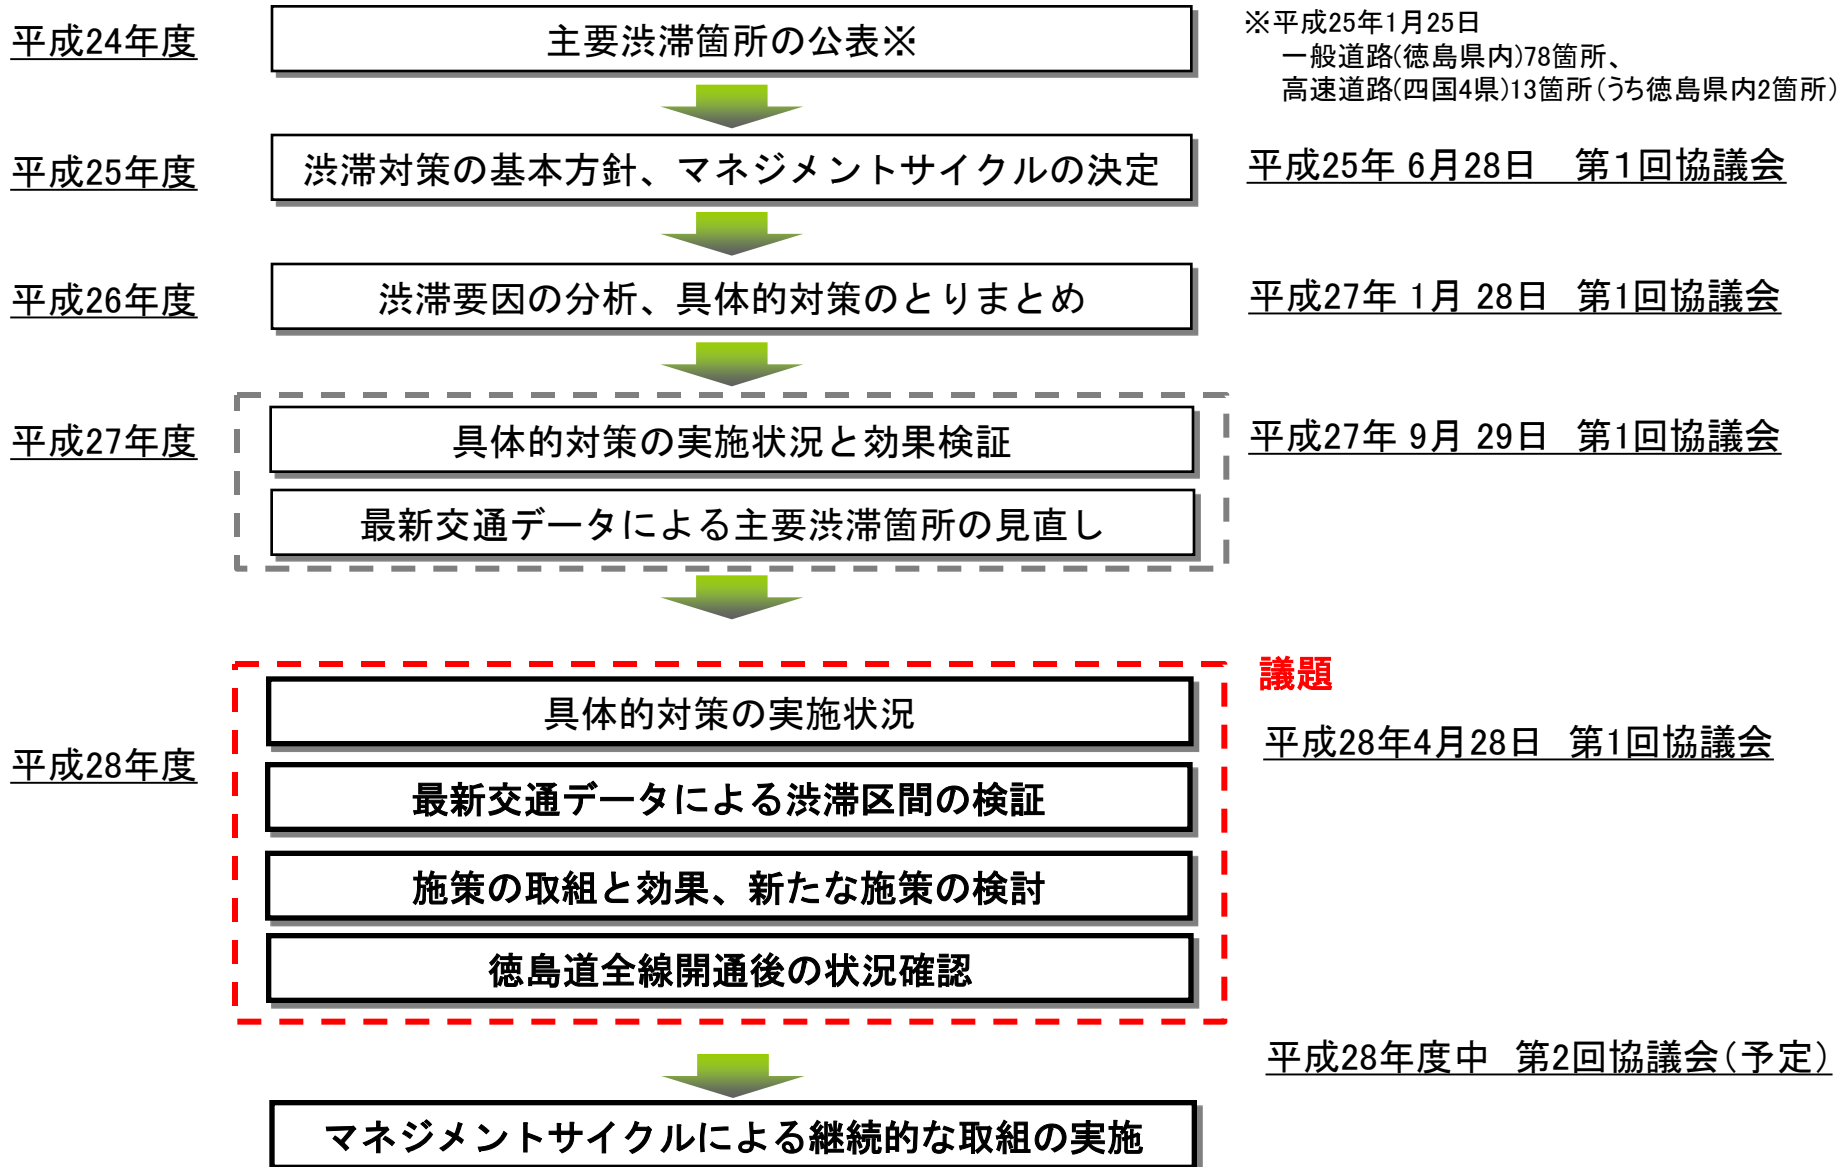 平成24年度
主要渋滞箇所の公表※
※平成25年1月25日
一般道路(徳島県内)78箇所、
高速道路(四国4県)13箇所(うち徳島県内2箇所)
平成25年度
渋滞対策の基本方針、マネジメントサイクルの決定
平成25年 6月28日　第1回協議会
平成26年度
渋滞要因の分析、具体的対策のとりまとめ
平成27年 1月 28日　第1回協議会
平成27年度
具体的対策の実施状況と効果検証
平成27年 9月 29日　第1回協議会
最新交通データによる主要渋滞箇所の見直し
議題
具体的対策の実施状況
平成28年4月28日　第1回協議会
平成28年度
最新交通データによる渋滞区間の検証
施策の取組と効果、新たな施策の検討
徳島道全線開通後の状況確認
平成28年度中　第2回協議会(予定)
マネジメントサイクルによる継続的な取組の実施